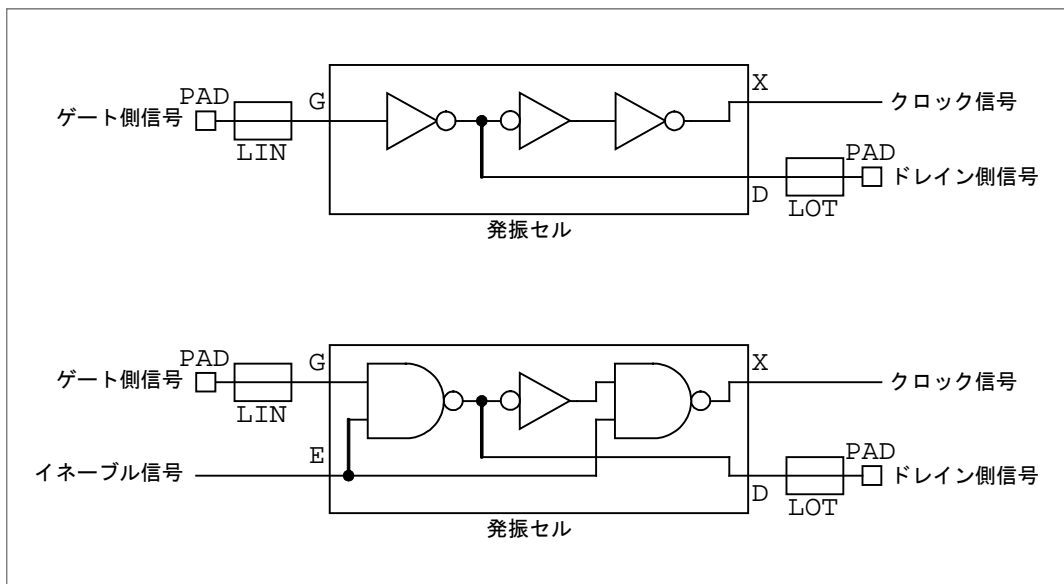 PAD
G
X
ゲート側信号
クロック信号
LIN
PAD
ドレイン側信号
D
LOT
発振セル
PAD
G
X
ゲート側信号
クロック信号
LIN
E
PAD
イネーブル信号
ドレイン側信号
D
LOT
発振セル